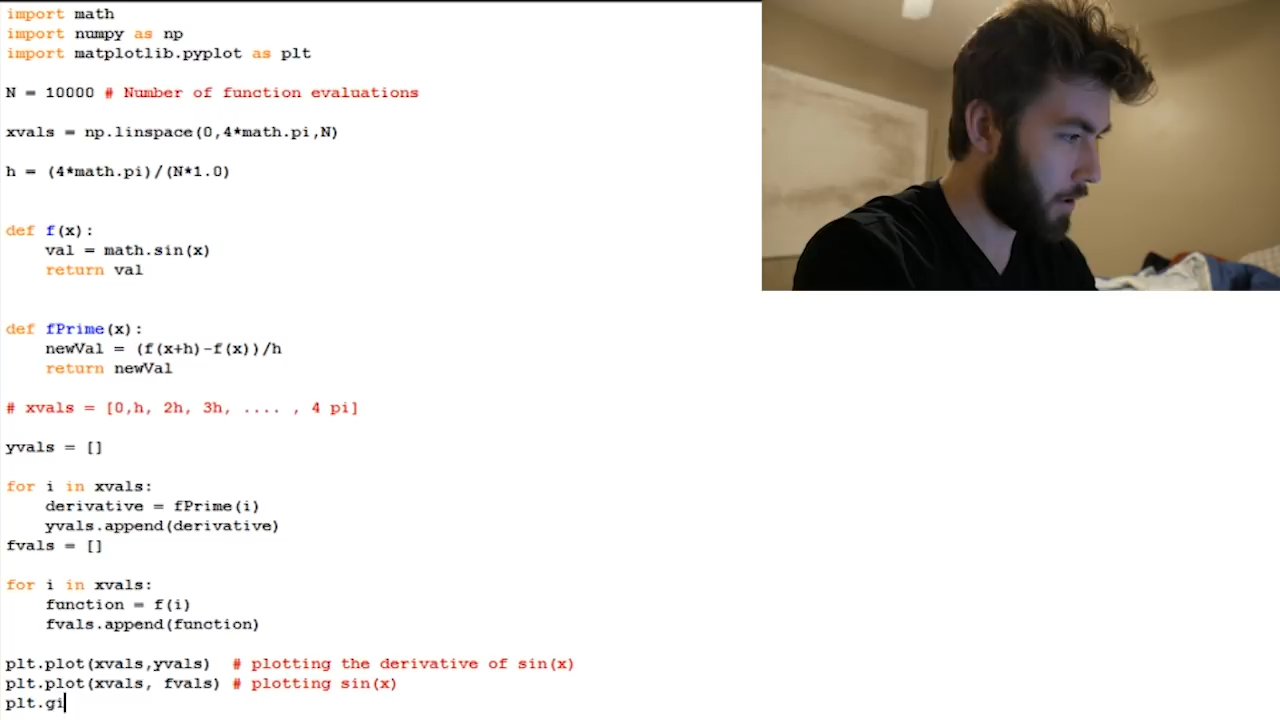 import math
import numpy as np
import matplotlib.pyplot as plt
N = 10000 # Number of function evaluations
xvals = np.linspace(0,4*math.pi,N)
h = (4*math.pi)/(N*1.0)
def f(x):
val = math.sin(x)
return val
def fPrime(x):
newVal = (f(x+h)-f(x))/h
return newVal
# xvals = [0,h, 2h, 3h, .... , 4 pi]
yvals = []
for i in xvals:
derivative = fPrime(i)
yvals.append(derivative)
fvals = []
for i in xvals:
function = f(i)
fvals.append(function)
plt.plot(xvals,yvals)  # plotting the derivative of sin(x)
plt.plot(xvals, fvals) # plotting sin(x)
plt.gi